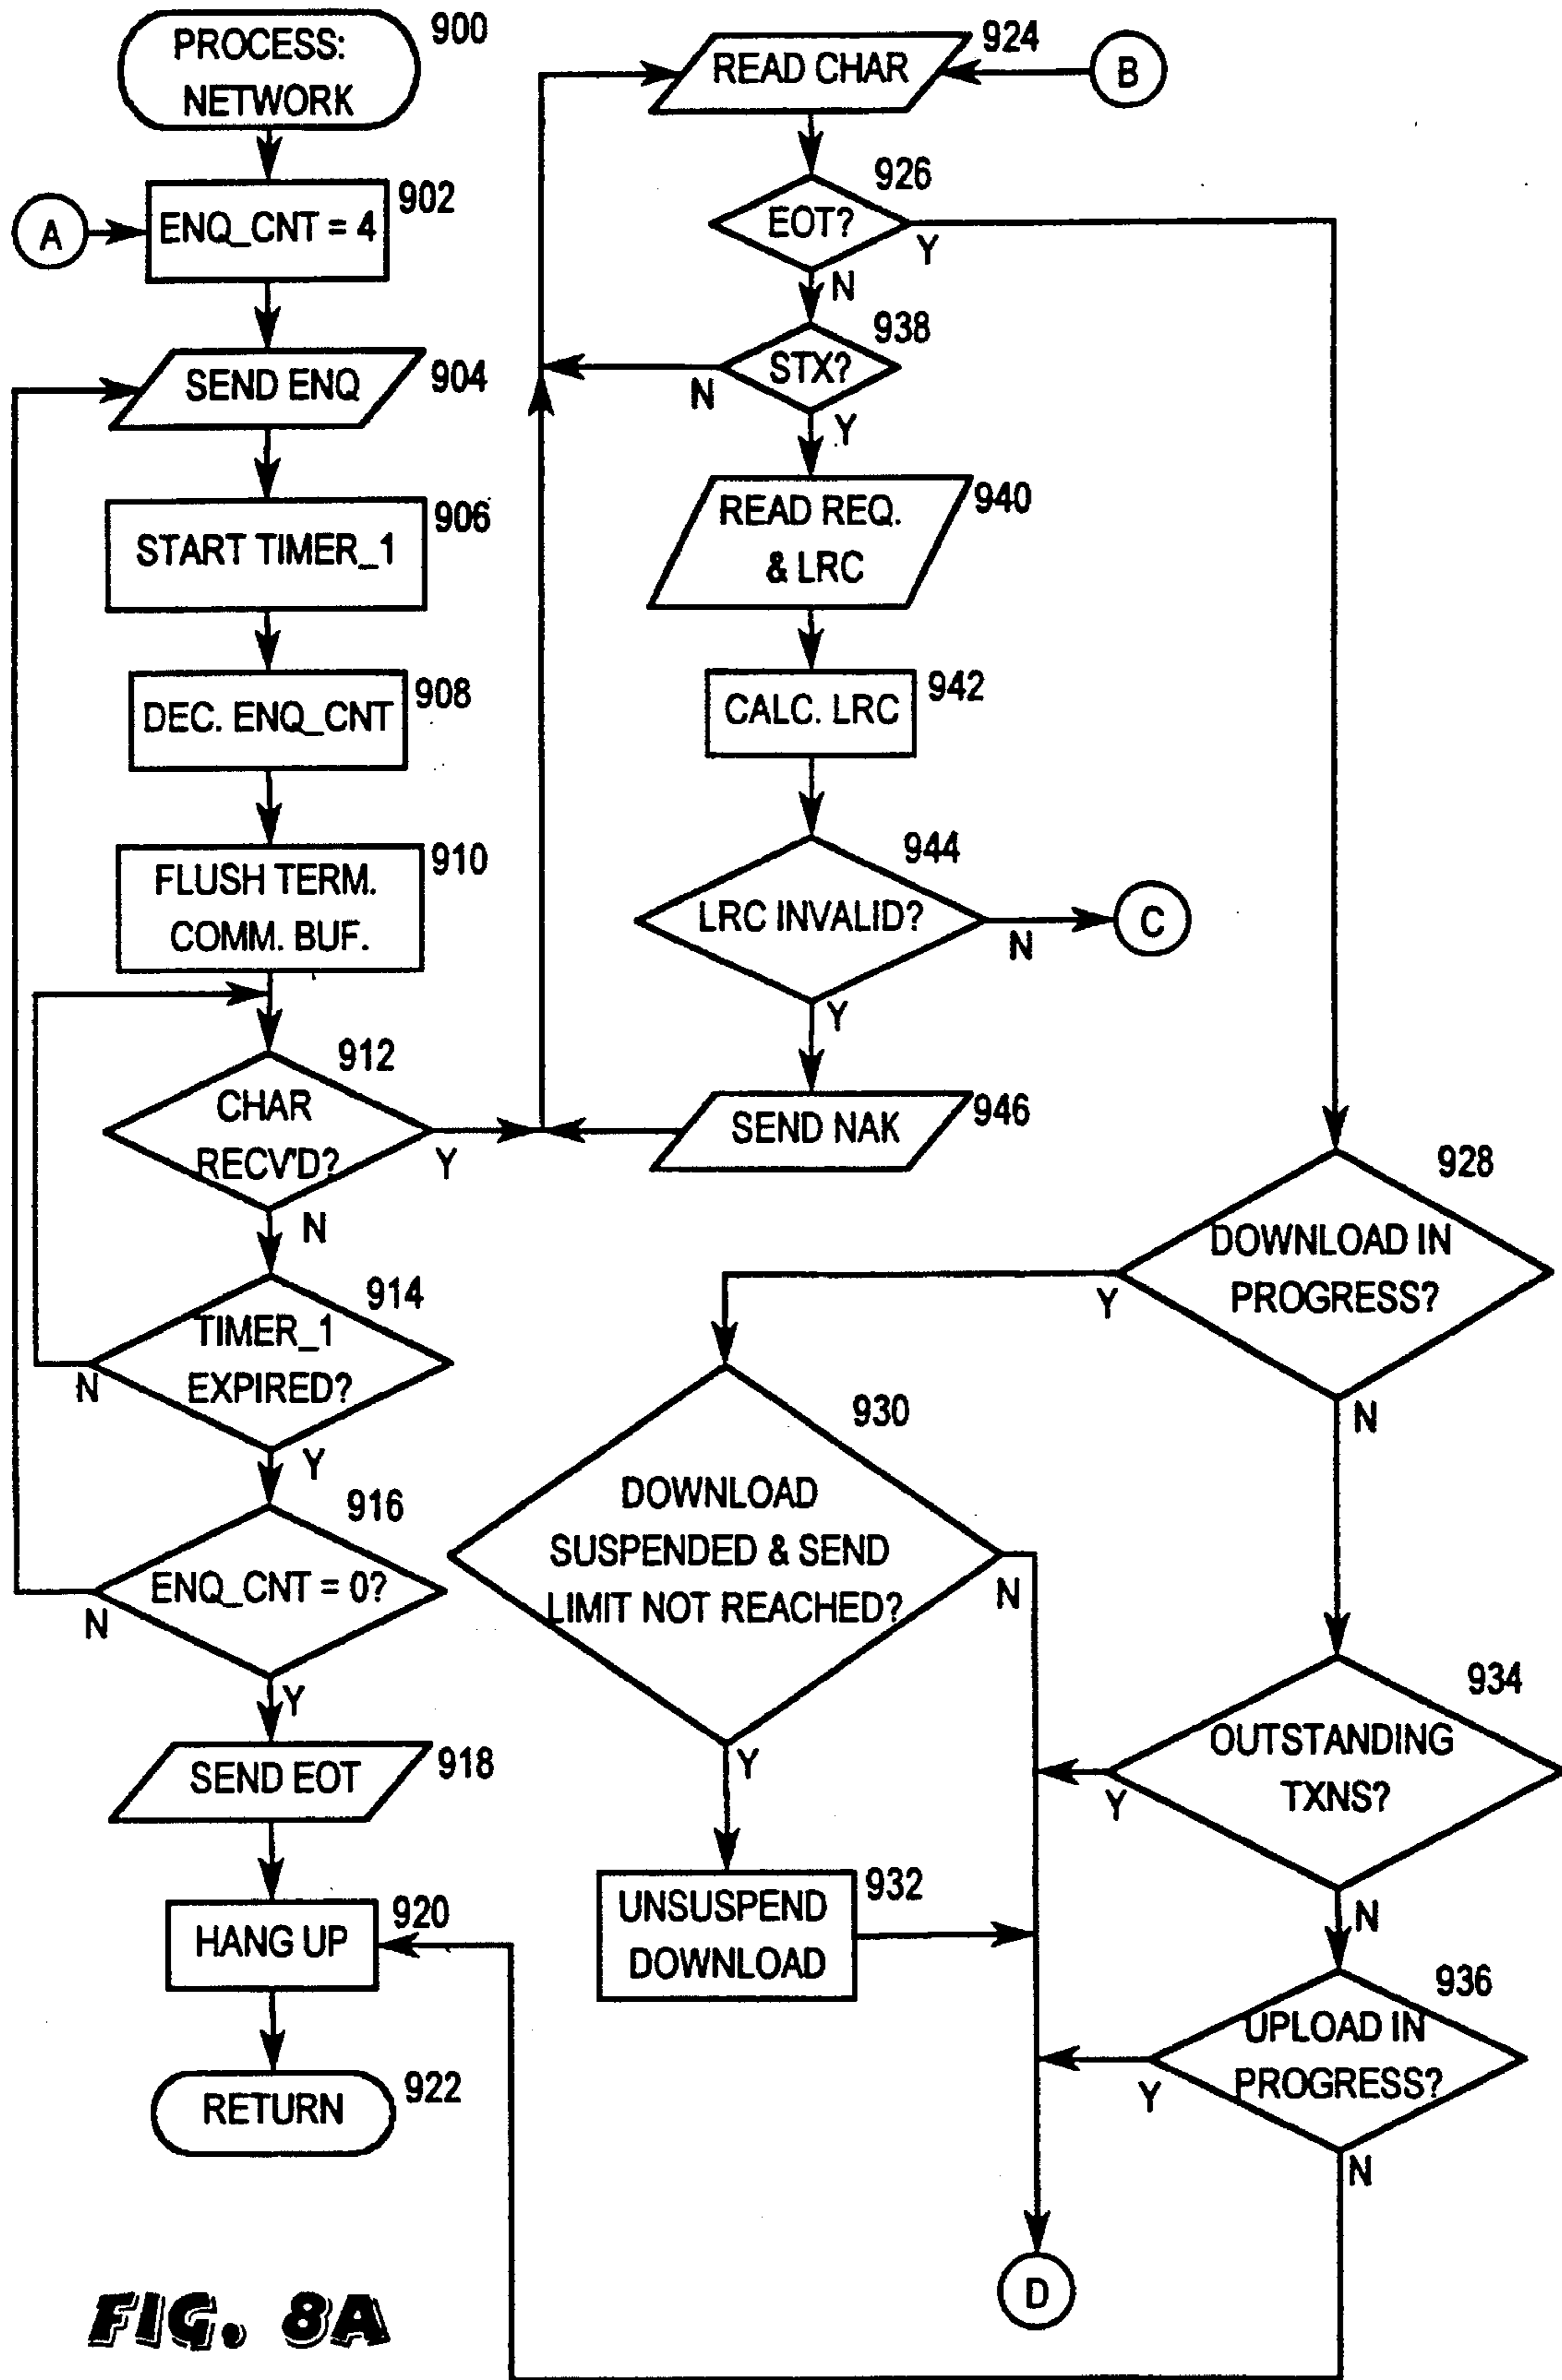 PROCESS:
NETWORK
900
A
ENQ_CNT = 4
902
SEND ENQ
904
START TIMER_1
906
DEC. ENQ_CNT
908
FLUSH TERM.
COMM. BUF.
910
CHAR
RECV'D?
912
Y
N
TIMER_1
EXPIRED?
914
N
Y
ENQ_CNT = 0?
916
N
Y
SEND EOT
918
HANG UP
920
RETURN
922
READ CHAR
924
B
EOT?
926
Y
N
STX?
938
N
Y
READ REQ.
& LRC
940
CALC. LRC
942
LRC INVALID?
944
N
C
Y
SEND NAK
946
DOWNLOAD IN
PROGRESS?
928
Y
N
DOWNLOAD
SUSPENDED & SEND
LIMIT NOT REACHED?
930
N
Y
UNSUSPEND
DOWNLOAD
932
OUTSTANDING
TXNS?
934
Y
N
UPLOAD IN
PROGRESS?
936
Y
N
D
FIG. 8A